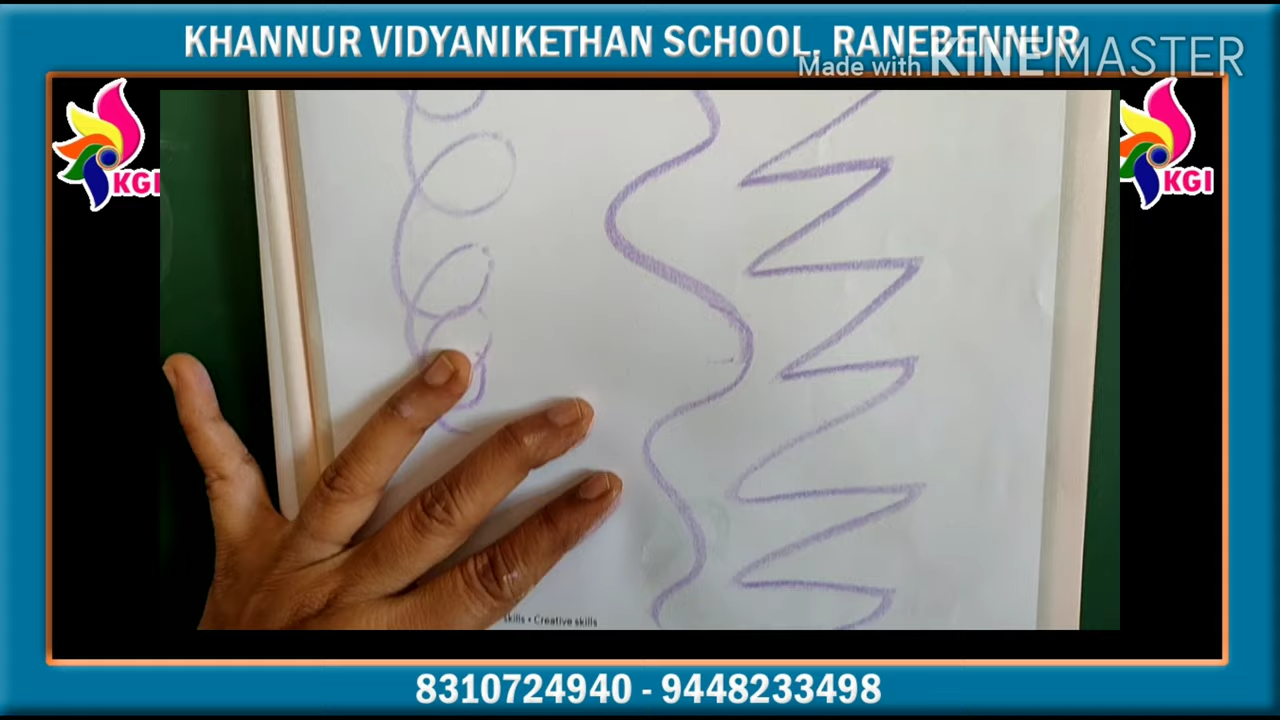 KHANNUR VIDYANIKETHAN SCHOOL, RANEBENNUR
Made with KINEMASTER
KGI
KGI
skills • Creative skills
8310724940 - 9448233498